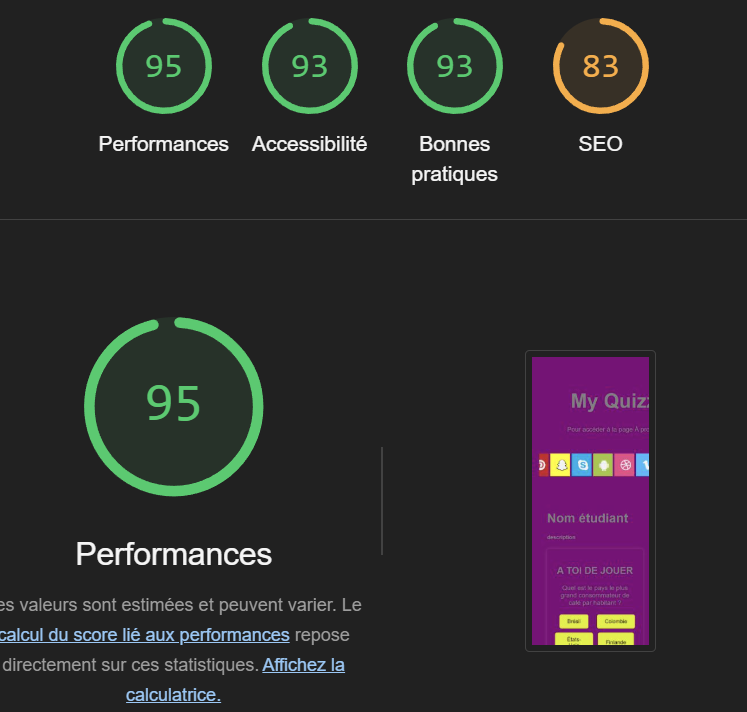 95
93
93
83
Performances
Accessibilité
Bonnes
pratiques
SEO
95
Performances
es valeurs sont estimées et peuvent varier. Le
calcul du score lié aux performances repose
directement sur ces statistiques. Affichez la
calculatrice.
My Quiz
Pour accéder à la page À pro
Nom étudiant
description
A TOI DE JOUER
Quel est le pays le plus
grand consommateur de
café par habitant ?
Brésil
Colombie
États-
Finlande